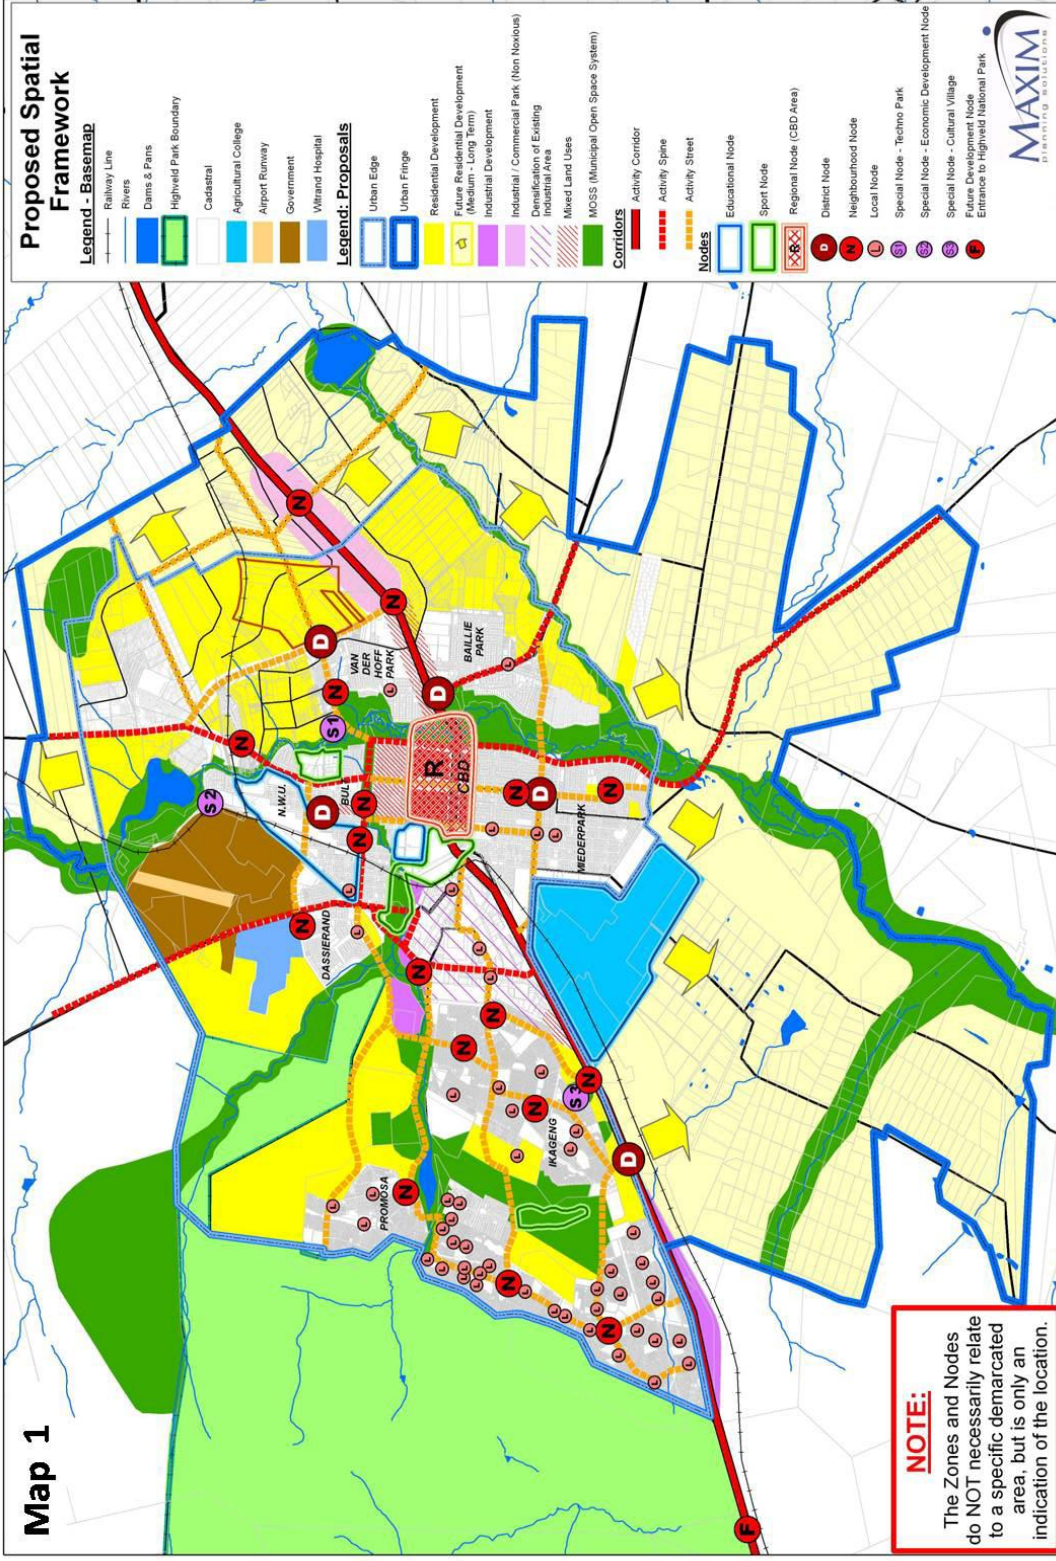 Map 1
Proposed Spatial
Framework
Legend - Basemap
Railway Line
Rivers
Dams & Pans
Highveld Park Boundary
Cadastral
Agricultural College
Airport Runway
Government
Witrand Hospital
Legend: Proposals
Urban Edge
Urban Fringe
Residential Development
Future Residential Development
(Medium - Long Term)
Industrial Development
Industrial / Commercial Park (Non Noxious)
Densification of Existing
Industrial Area
Mixed Land Uses
MOSS (Municipal Open Space System)
Corridors
Activity Corridor
Activity Spine
Activity Street
Nodes
Educational Node
Sport Node
R
Regional Node (CBD Area)
D
District Node
N
Neighbourhood Node
L
Local Node
S1
Special Node - Techno Park
S2
Special Node - Economic Development Node
S3
Special Node - Cultural Village
F
Future Development Node
Entrance to Highveld National Park
MAXIM
planning solutions
N
N
D
VAN
DER
HOFF
PARK
BAILLIE
PARK
D
N
S1
N
S2
N.W.U.
BULT
D
N
N
R
CBD
N
D
N
MIEDERPARK
DASSIERAND
N
N
N
N
IKAGENG
N
S3
N
D
PROMOSA
N
N
N
F
NOTE:
The Zones and Nodes
do NOT necessarily relate
to a specific demarcated
area, but is only an
indication of the location.